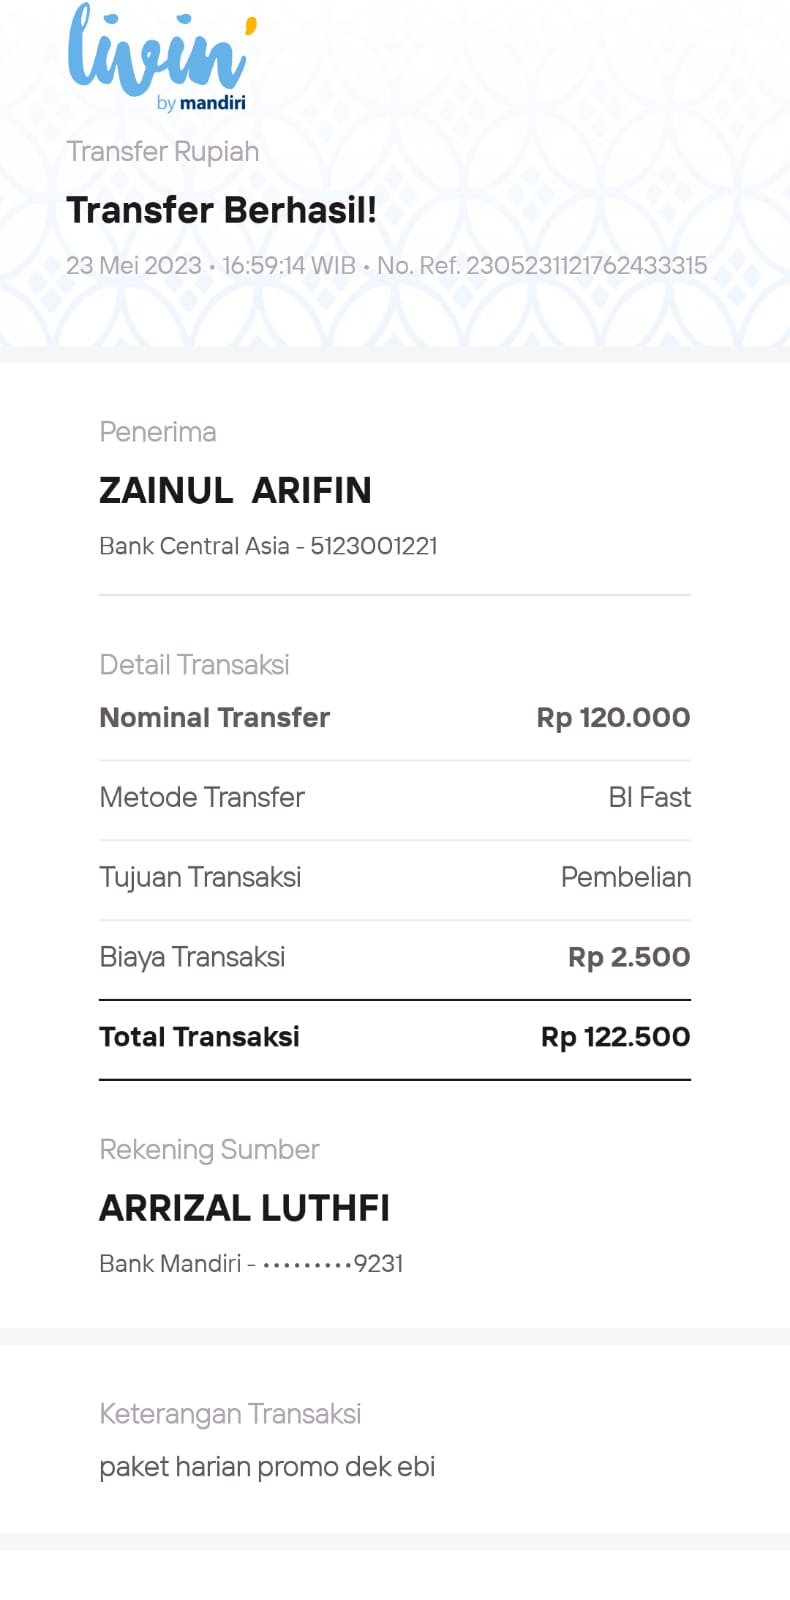 livin'
by mandiri
Transfer Rupiah
Transfer Berhasil!
23 Mei 2023 • 16:59:14 WIB • No. Ref. 2305231121762433315
Penerima
ZAINUL ARIFIN
Bank Central Asia - 5123001221
Detail Transaksi
Nominal Transfer Rp 120.000
Metode Transfer BI Fast
Tujuan Transaksi Pembelian
Biaya Transaksi Rp 2.500
Total Transaksi Rp 122.500
Rekening Sumber
ARRIZAL LUTHFI
Bank Mandiri - •••••••••9231
Keterangan Transaksi
paket harian promo dek ebi